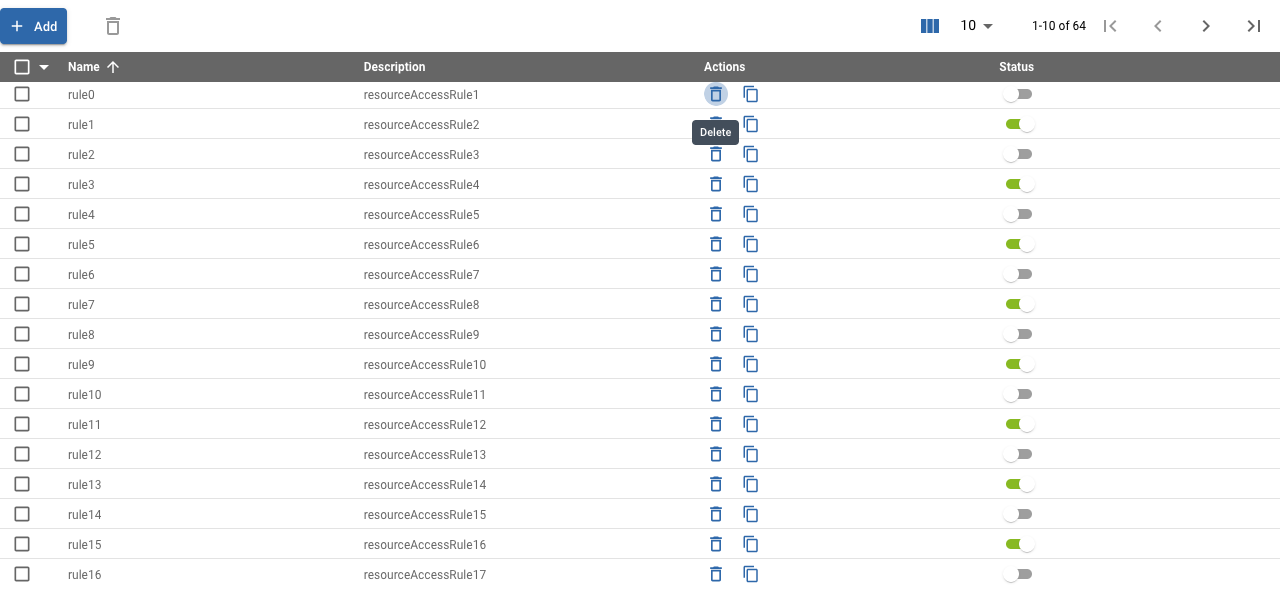 Add 10 1-10 of 64
Name Description Actions Status
rule0 resourceAccessRule1
rule1 resourceAccessRule2
Delete
rule2 resourceAccessRule3
rule3 resourceAccessRule4
rule4 resourceAccessRule5
rule5 resourceAccessRule6
rule6 resourceAccessRule7
rule7 resourceAccessRule8
rule8 resourceAccessRule9
rule9 resourceAccessRule10
rule10 resourceAccessRule11
rule11 resourceAccessRule12
rule12 resourceAccessRule13
rule13 resourceAccessRule14
rule14 resourceAccessRule15
rule15 resourceAccessRule16
rule16 resourceAccessRule17